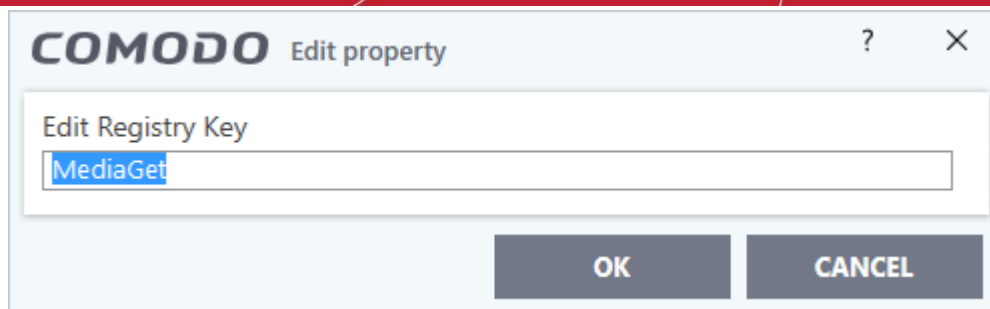 COMODO Edit property ?
Edit Registry Key
MediaGet
OK CANCEL